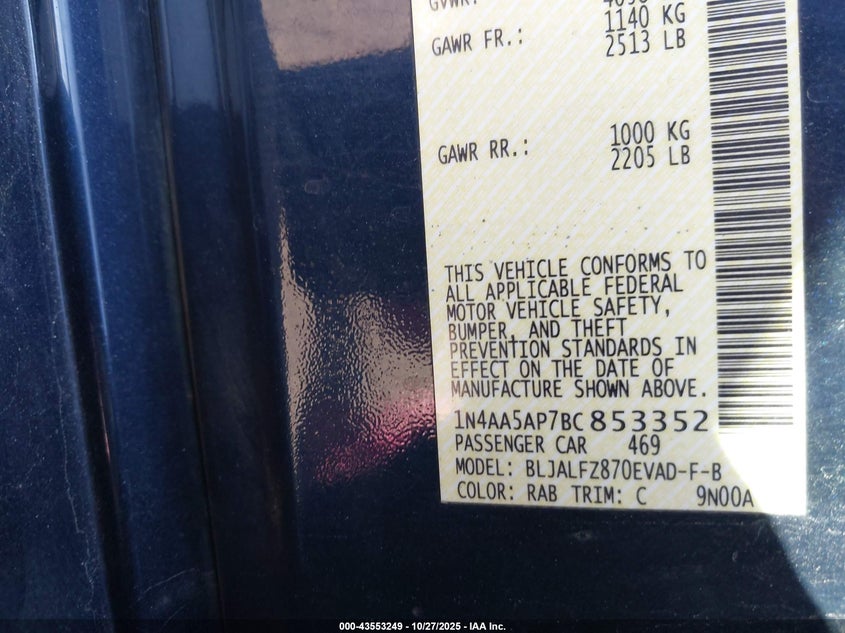 GVWR:
GAWR FR.: 1140 KG
2513 LB
GAWR RR.: 1000 KG
2205 LB
THIS VEHICLE CONFORMS TO
ALL APPLICABLE FEDERAL
MOTOR VEHICLE SAFETY,
BUMPER, AND THEFT
PREVENTION STANDARDS IN
EFFECT ON THE DATE OF
MANUFACTURE SHOWN ABOVE.
1N4AA5AP7BC853352
PASSENGER CAR 469
MODEL: BLJALFZ870EVAD-F-B
COLOR: RAB TRIM: C 9N00A
000-43553249 - 10/27/2025 - IAA Inc.